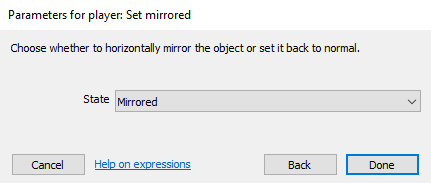 Parameters for player: Set mirrored
Choose whether to horizontally mirror the object or set it back to normal.
State Mirrored
Cancel Help on expressions Back Done